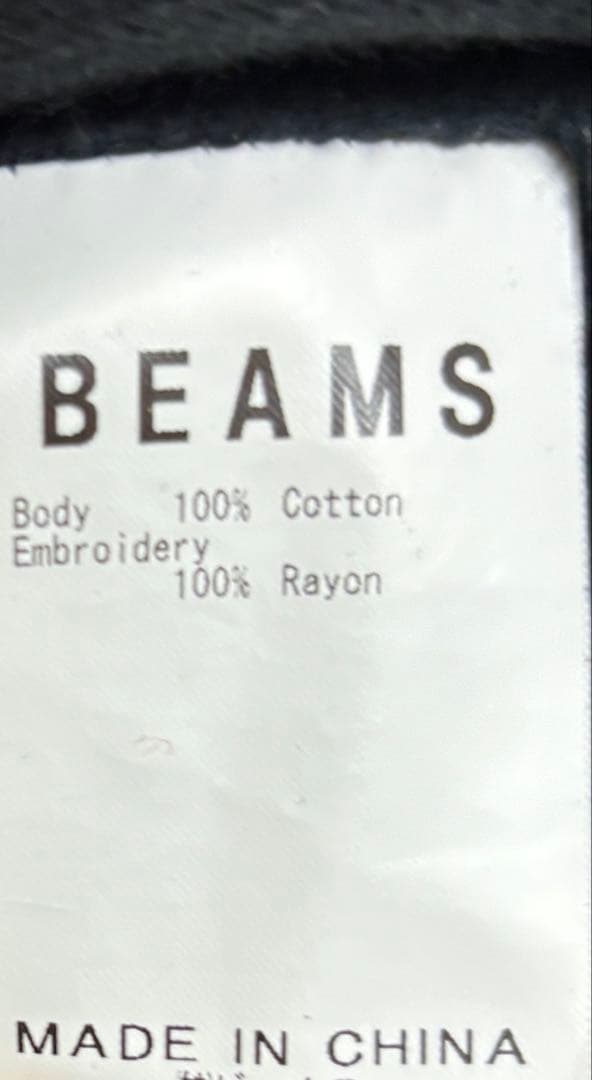 BEAMS
Body 100% Cotton
Embroidery
100% Rayon
MADE IN CHINA